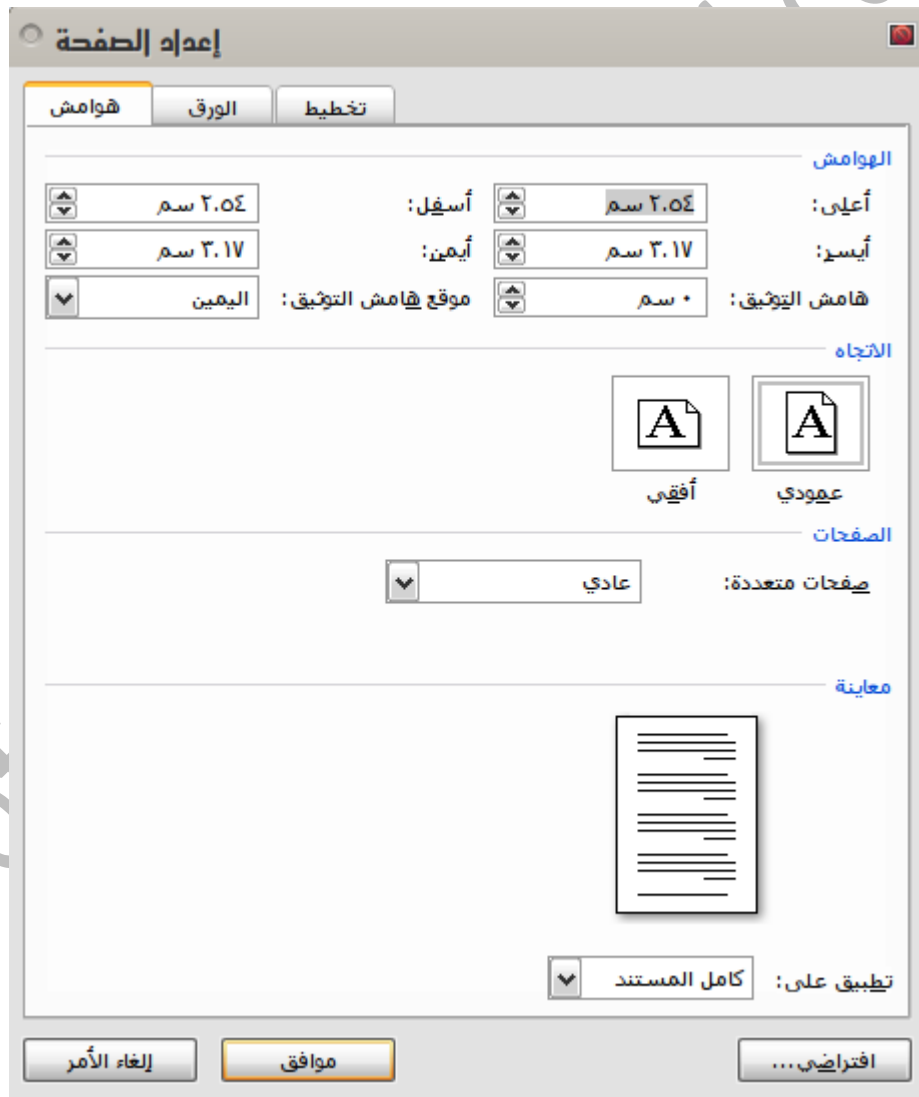 إعداد الصفحة
تخطيط الورق هوامش
الهوامش
أعلى: ٢.٥٤ سم أسفل: ٢.٥٤ سم
أيسر: ٣.١٧ سم أيمن: ٣.١٧ سم
هامش التوثيق: ٠ سم موقع هامش التوثيق: اليمين
الاتجاه
A A
عمودي أفقي
الصفحات
صفحات متعددة: عادي
معاينة
تطبيق على: كامل المستند
افتراضي... موافق إلغاء الأمر